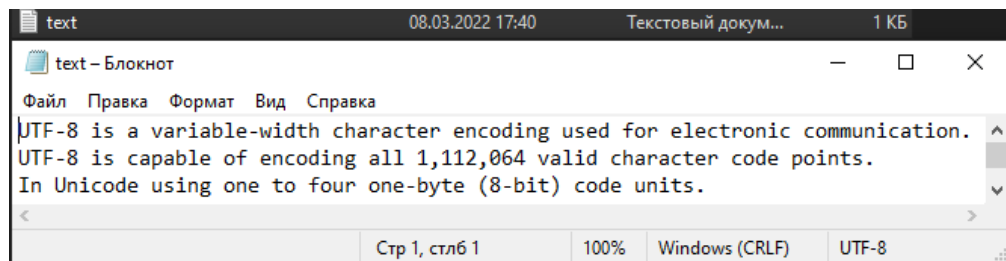 text 08.03.2022 17:40 Текстовый докум... 1 КБ
text – Блокнот
Файл Правка Формат Вид Справка
UTF-8 is a variable-width character encoding used for electronic communication.
UTF-8 is capable of encoding all 1,112,064 valid character code points.
In Unicode using one to four one-byte (8-bit) code units.
Стр 1, стлб 1 100% Windows (CRLF) UTF-8